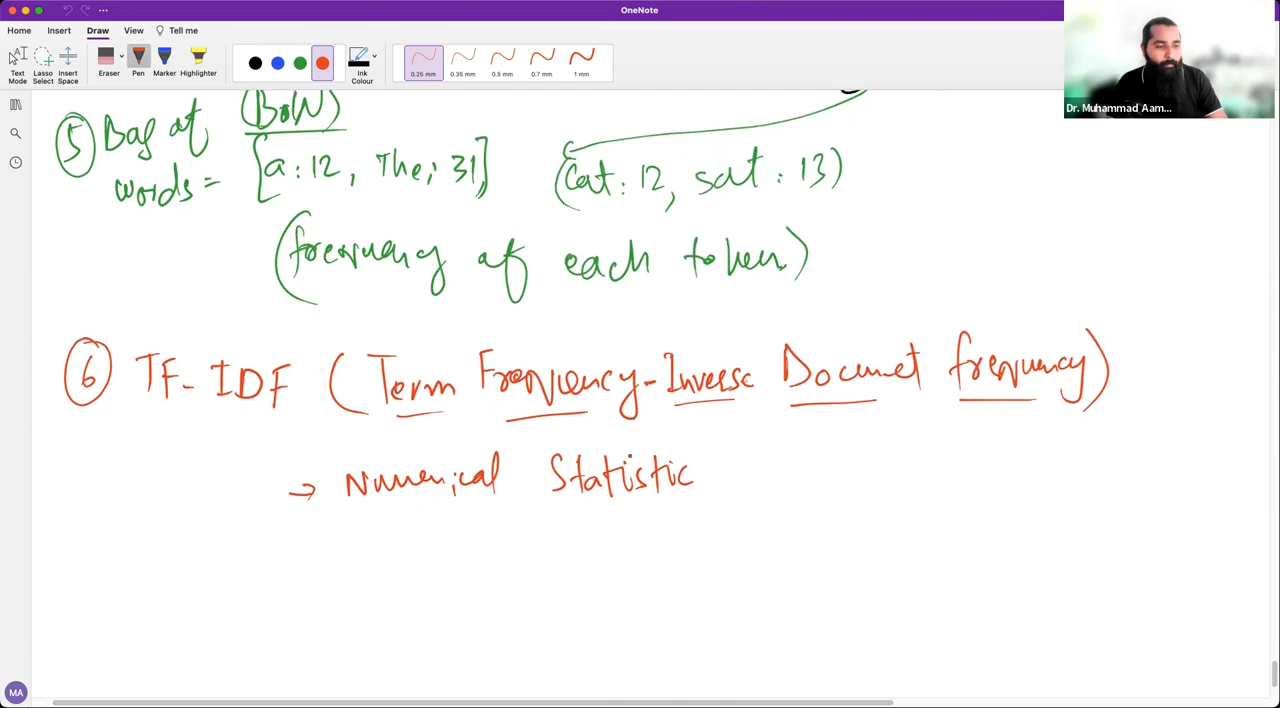 OneNote
Home Insert Draw View Tell me
Text Mode Lasso Select Insert Space Eraser Pen Marker Highlighter Ink Colour 0.25 mm 0.35 mm 0.5 mm 0.7 mm 1 mm
Dr. Muhammad Aam...
⑤ Bag of words = (BoW)
[a : 12, The : 31] (Cat : 12, sat : 13)
(frequency of each token)
⑥ TF-IDF (Term Frequency-Inverse Documet frequency)
→ Numerical Statistic
MA